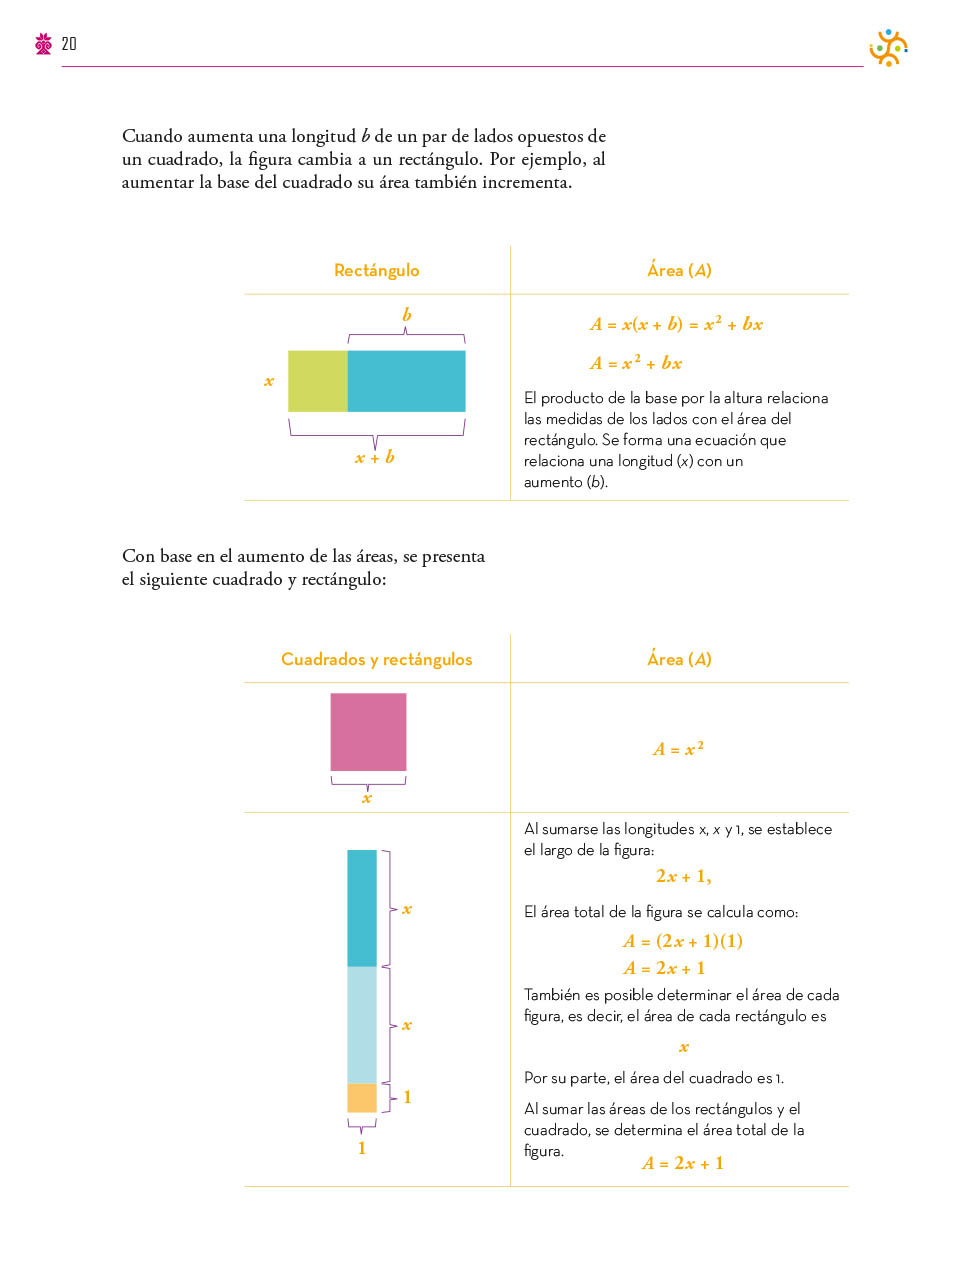 20
Cuando aumenta una longitud b de un par de lados opuestos de
un cuadrado, la figura cambia a un rectángulo. Por ejemplo, al
aumentar la base del cuadrado su área también incrementa.
Rectángulo
Área (A)
b
x
x + b
A = x(x + b) = x² + bx
A = x² + bx
El producto de la base por la altura relaciona
las medidas de los lados con el área del
rectángulo. Se forma una ecuación que
relaciona una longitud (x) con un
aumento (b).
Con base en el aumento de las áreas, se presenta
el siguiente cuadrado y rectángulo:
Cuadrados y rectángulos
Área (A)
x
A = x²
x
x
1
1
Al sumarse las longitudes x, x y 1, se establece
el largo de la figura:
2x + 1,
El área total de la figura se calcula como:
A = (2x + 1)(1)
A = 2x + 1
También es posible determinar el área de cada
figura, es decir, el área de cada rectángulo es
x
Por su parte, el área del cuadrado es 1.
Al sumar las áreas de los rectángulos y el
cuadrado, se determina el área total de la
figura.
A = 2x + 1